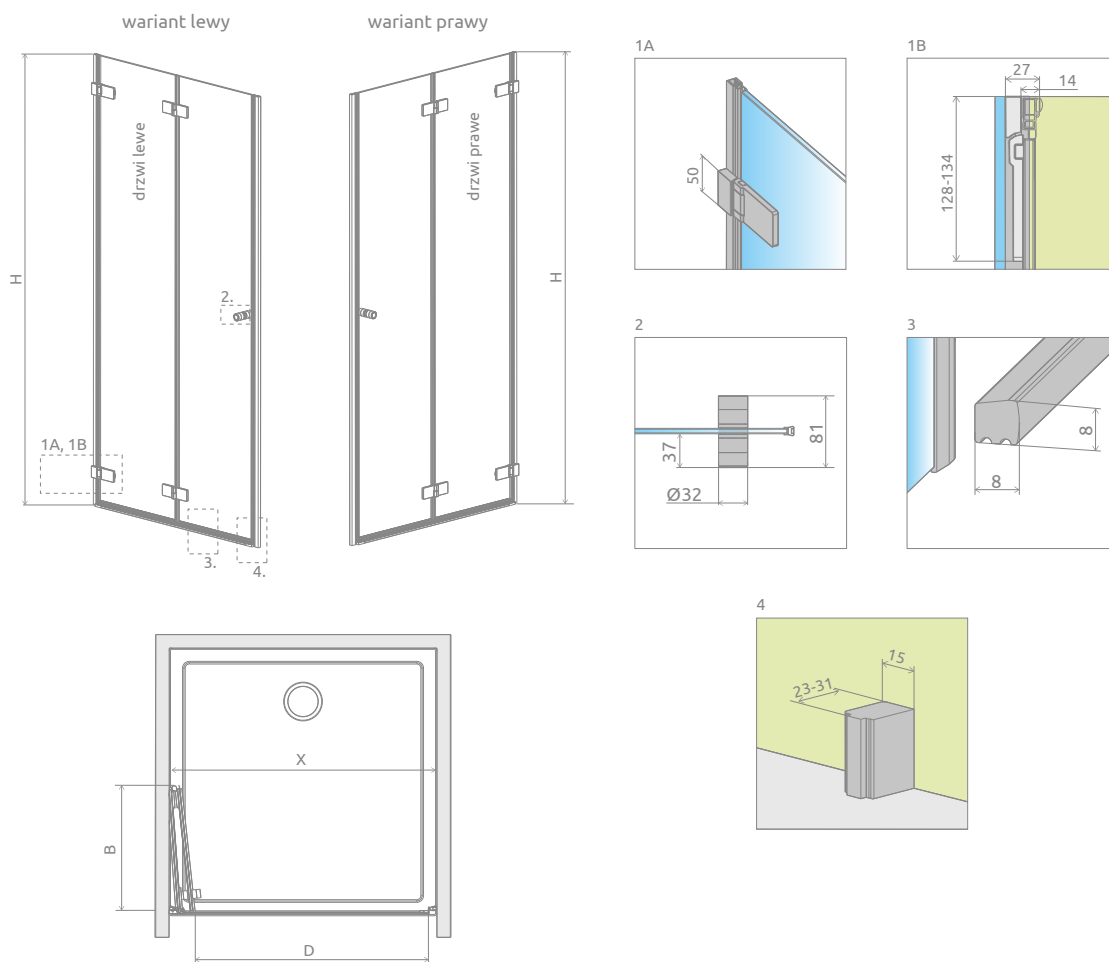 wariant lewy
wariant prawy
H
drzwi lewe
2.
1A, 1B
3.
4.
drzwi prawe
H
1A
50
1B
27
14
128-134
2
37
81
Ø32
3
8
8
4
15
23-31
X
B
D